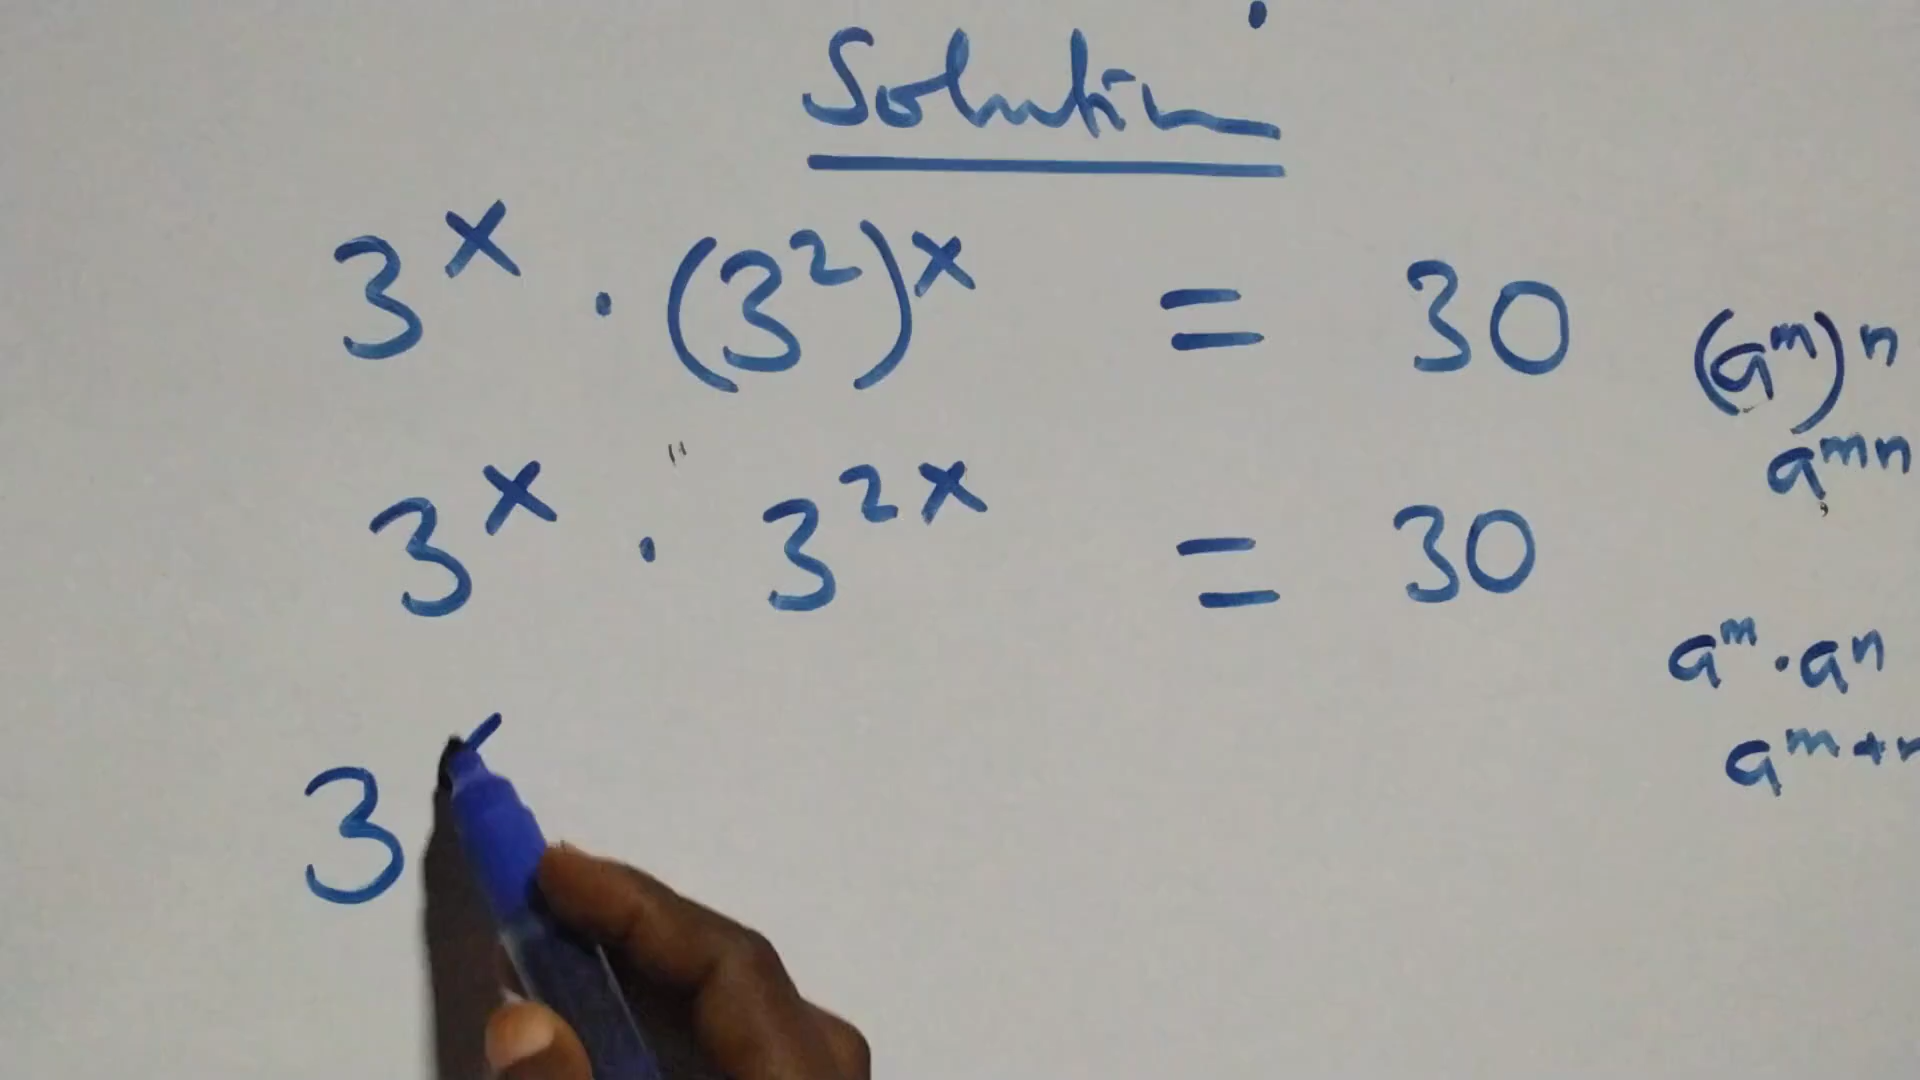 Solution
3^x · (3^2)^x = 30
(a^m)^n
a^mn
3^x · 3^2x = 30
a^m · a^n
a^m+n
3